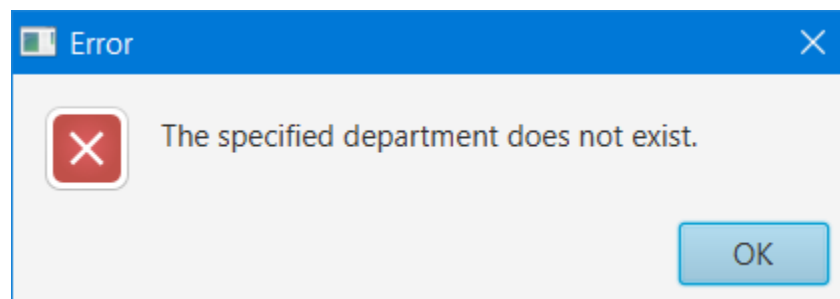 Error
The specified department does not exist.
OK